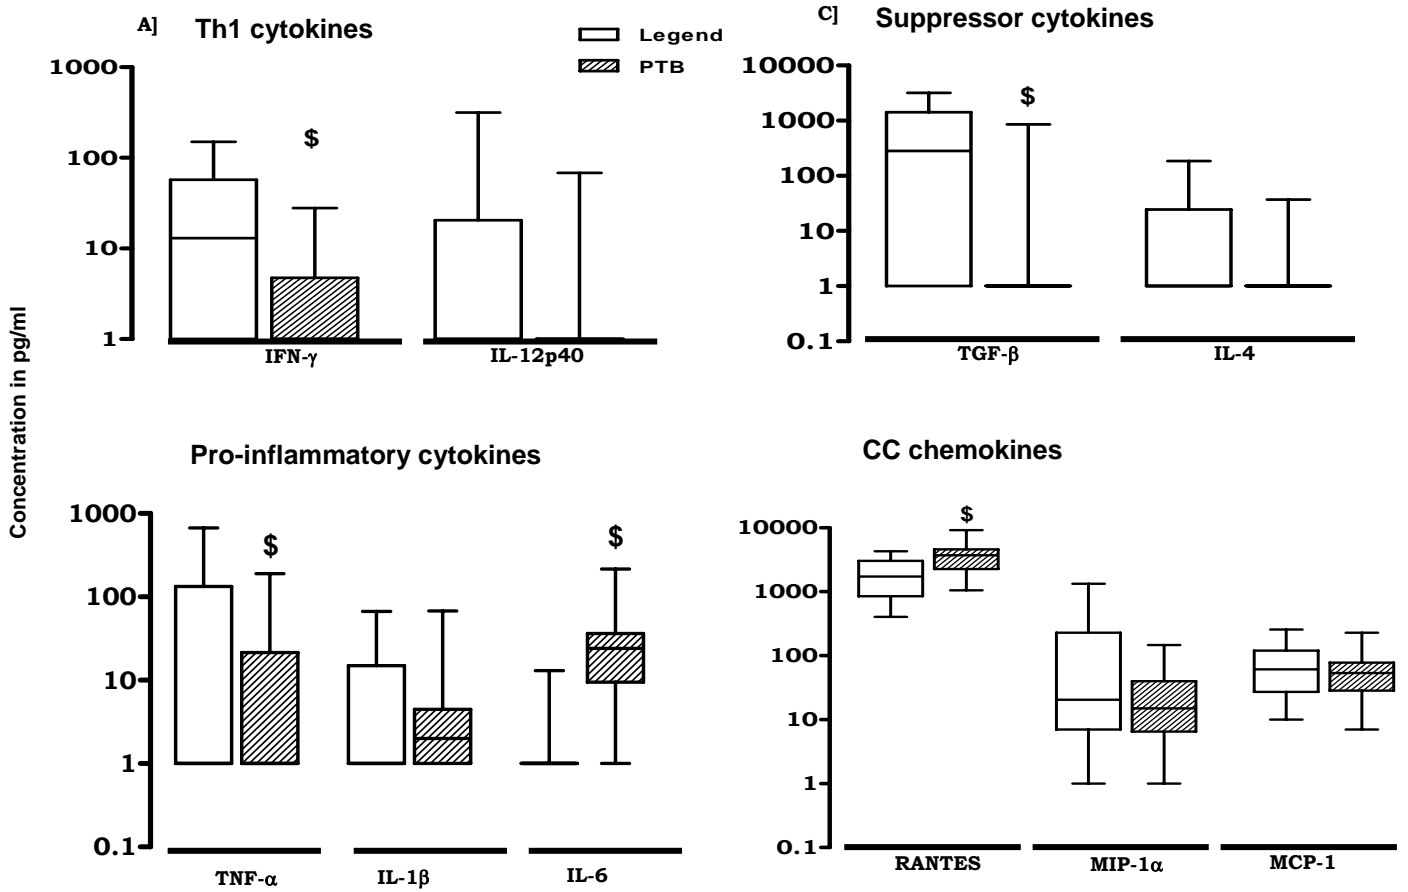 A] Th1 cytokines
Legend
PTB
1000
100
10
1
$
IFN-γ IL-12p40
C] Suppressor cytokines
10000
1000
100
10
1
0.1
$
TGF-β IL-4
Concentration in pg/ml
Pro-inflammatory cytokines
1000
100
10
1
0.1
$ $
TNF-α IL-1β IL-6
CC chemokines
10000
1000
100
10
1
0.1
$
RANTES MIP-1α MCP-1